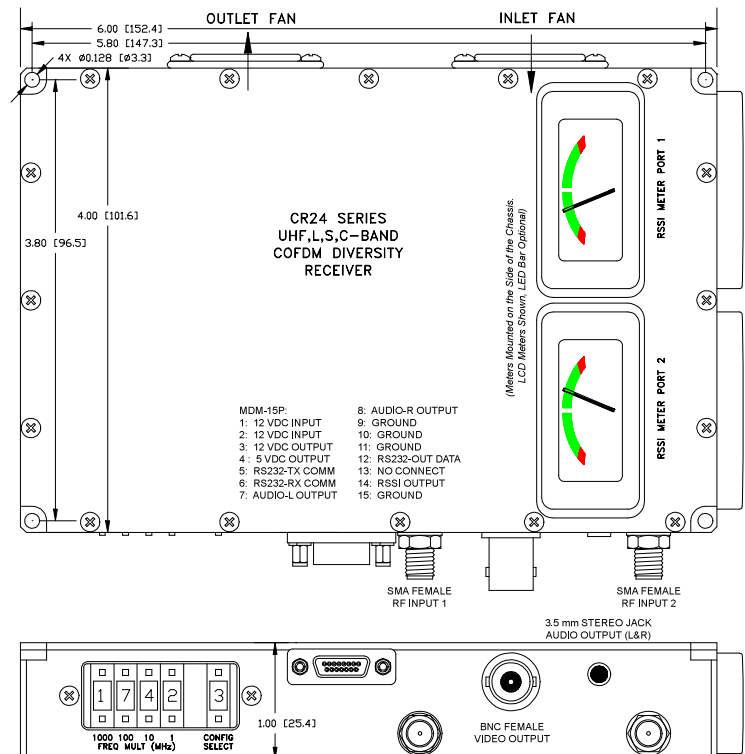 OUTLET FAN
INLET FAN
6.00 [152.4]
5.80 [147.3]
4X Ø0.128 [Ø3.3]
4.00 [101.6]
3.80 [96.5]
CR24 SERIES
UHF,L,S,C-BAND
COFDM DIVERSITY
RECEIVER
(Meters Mounted on the Side of the Chassis.
LCD Meters Shown, LED Bar Optional)
RSSI METER PORT 1
RSSI METER PORT 2
MDM-15P:
1: 12 VDC INPUT
2: 12 VDC INPUT
3: 12 VDC OUTPUT
4 : 5 VDC OUTPUT
5: RS232-TX COMM
6: RS232-RX COMM
7: AUDIO-L OUTPUT
8: AUDIO-R OUTPUT
9: GROUND
10: GROUND
11: GROUND
12: RS232-OUT DATA
13: NO CONNECT
14: RSSI OUTPUT
15: GROUND
SMA FEMALE
RF INPUT 1
SMA FEMALE
RF INPUT 2
3.5 mm STEREO JACK
AUDIO OUTPUT (L&R)
1 7 4 2 3
1000 100 10 1
FREQ MULT (MHz)
CONFIG
SELECT
1.00 [25.4]
BNC FEMALE
VIDEO OUTPUT